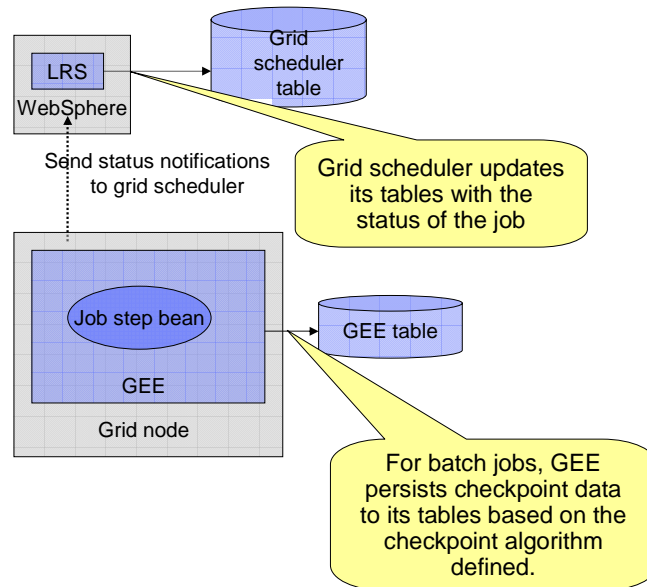 Grid
scheduler
table
LRS
WebSphere
Send status notifications
to grid scheduler
Grid scheduler updates
its tables with the
status of the job
Job step bean
GEE
Grid node
GEE table
For batch jobs, GEE
persists checkpoint data
to its tables based on the
checkpoint algorithm
defined.